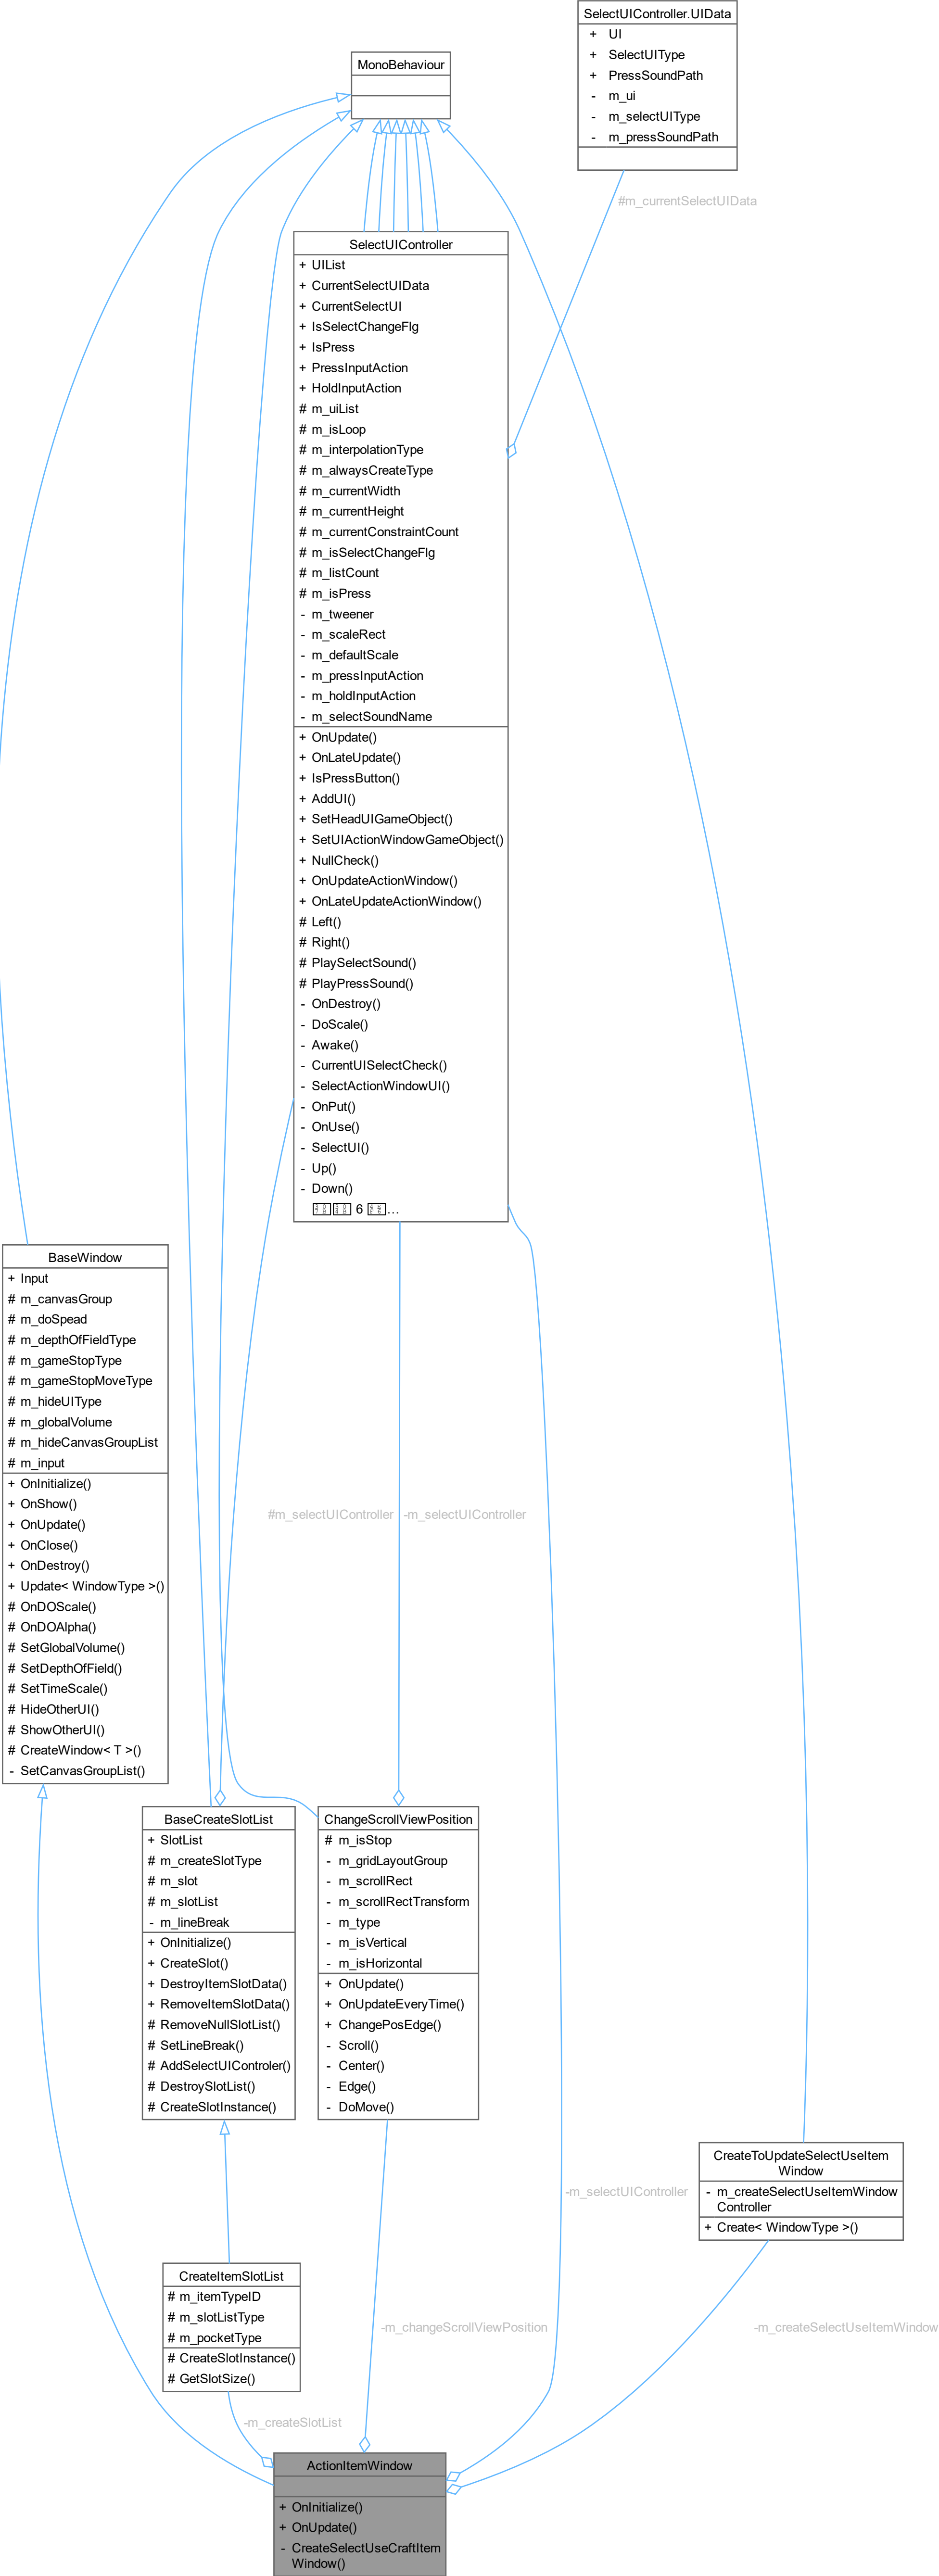 SelectUIController.UIData
+ UI
+ SelectUIType
+ PressSoundPath
- m_ui
- m_selectUIType
- m_pressSoundPath
MonoBehaviour
#m_currentSelectUIData
SelectUIController
+ UIList
+ CurrentSelectUIData
+ CurrentSelectUI
+ IsSelectChangeFlg
+ IsPress
+ PressInputAction
+ HoldInputAction
# m_uiList
# m_isLoop
# m_interpolationType
# m_alwaysCreateType
# m_currentWidth
# m_currentHeight
# m_currentConstraintCount
# m_isSelectChangeFlg
# m_listCount
# m_isPress
- m_tweener
- m_scaleRect
- m_defaultScale
- m_pressInputAction
- m_holdInputAction
- m_selectSoundName
+ OnUpdate()
+ OnLateUpdate()
+ IsPressButton()
+ AddUI()
+ SetHeadUIGameObject()
+ SetUIActionWindowGameObject()
+ NullCheck()
+ OnUpdateActionWindow()
+ OnLateUpdateActionWindow()
# Left()
# Right()
# PlaySelectSound()
# PlayPressSound()
- OnDestroy()
- DoScale()
- Awake()
- CurrentUISelectCheck()
- SelectActionWindowUI()
- OnPut()
- OnUse()
- SelectUI()
- Up()
- Down()
6 ...
BaseWindow
+ Input
# m_canvasGroup
# m_doSpead
# m_depthOfFieldType
# m_gameStopType
# m_gameStopMoveType
# m_hideUIType
# m_globalVolume
# m_hideCanvasGroupList
# m_input
+ OnInitialize()
+ OnShow()
+ OnUpdate()
+ OnClose()
+ OnDestroy()
+ Update< WindowType >()
# OnDOScale()
# OnDOAlpha()
# SetGlobalVolume()
# SetDepthOfField()
# SetTimeScale()
# HideOtherUI()
# ShowOtherUI()
# CreateWindow< T >()
- SetCanvasGroupList()
#m_selectUIController
-m_selectUIController
BaseCreateSlotList
+ SlotList
# m_createSlotType
# m_slot
# m_slotList
- m_lineBreak
+ OnInitialize()
+ CreateSlot()
+ DestroyItemSlotData()
+ RemoveItemSlotData()
# RemoveNullSlotList()
# SetLineBreak()
# AddSelectUIControler()
# DestroySlotList()
# CreateSlotInstance()
ChangeScrollViewPosition
# m_isStop
- m_gridLayoutGroup
- m_scrollRect
- m_scrollRectTransform
- m_type
- m_isVertical
- m_isHorizontal
+ OnUpdate()
+ OnUpdateEveryTime()
+ ChangePosEdge()
- Scroll()
- Center()
- Edge()
- DoMove()
-m_selectUIController
CreateToUpdateSelectUseItem
Window
- m_createSelectUseItemWindow
Controller
+ Create< WindowType >()
CreateItemSlotList
# m_itemTypeID
# m_slotListType
# m_pocketType
# CreateSlotInstance()
# GetSlotSize()
-m_changeScrollViewPosition
-m_createSelectUseItemWindow
-m_createSlotList
ActionItemWindow
+ OnInitialize()
+ OnUpdate()
- CreateSelectUseCraftItem
Window()